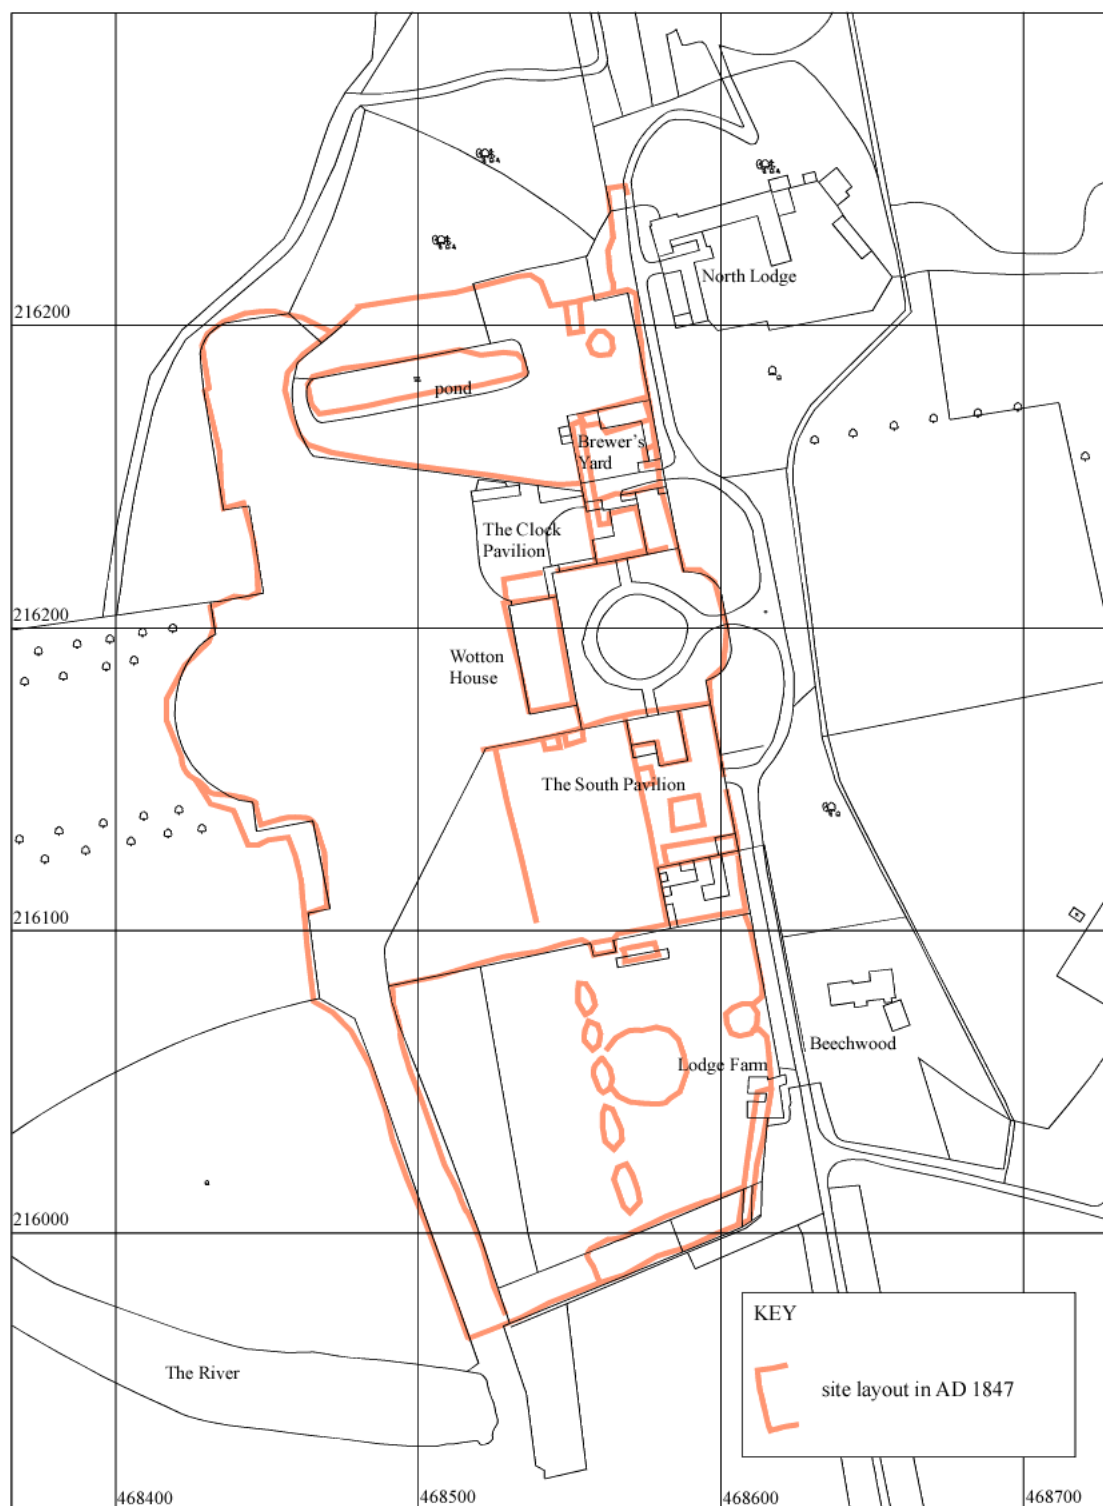 North Lodge
216200
pond
Brewer's
Yard
The Clock
Pavilion
216200
Wotton
House
The South Pavilion
216100
Beechwood
Lodge Farm
216000
KEY
The River
site layout in AD 1847
468400
468500
468600
468700